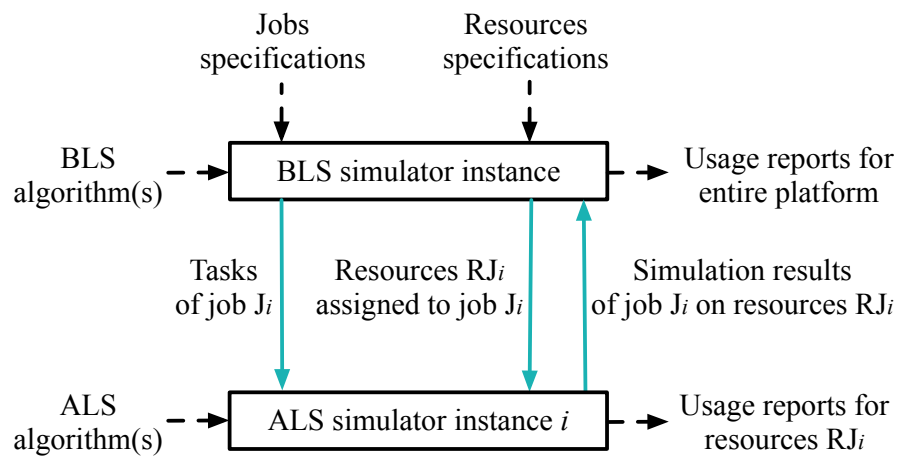 Jobs
specifications
Resources
specifications
BLS
algorithm(s)
BLS simulator instance
Usage reports for
entire platform
Tasks
of job Ji
Resources RJi
assigned to job Ji
Simulation results
of job Ji on resources RJi
ALS
algorithm(s)
ALS simulator instance i
Usage reports for
resources RJi